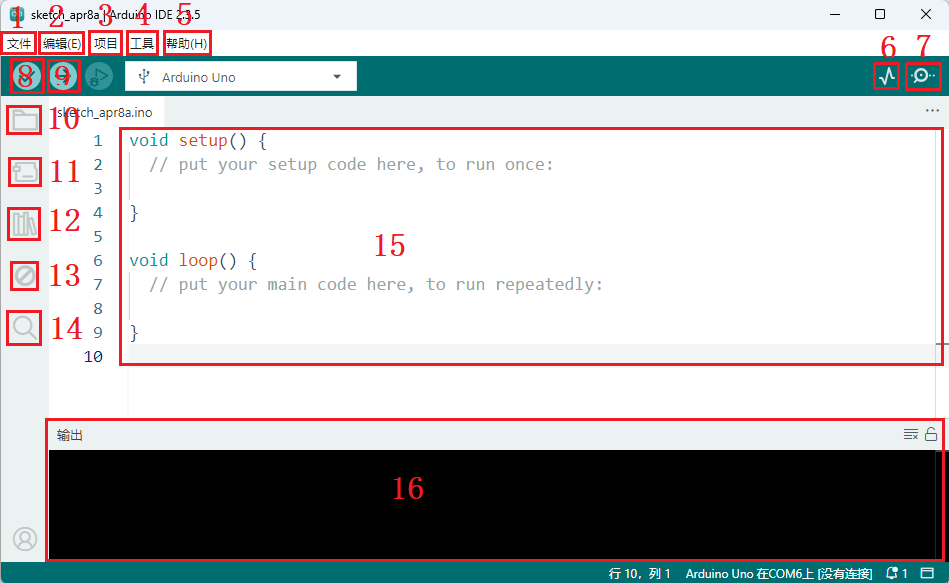 sketch_apr8a | Arduino IDE 2.3.5
1 2 3 4 5
文件 编辑(E) 项目 工具 帮助(H)
6 7
8 9 Arduino Uno
10 sketch_apr8a.ino ...
1 void setup() {
11 2 // put your setup code here, to run once:
3
12 4 }
5
15
6 void loop() {
13 7 // put your main code here, to run repeatedly:
8
14 9 }
10
输出
16
行 10，列 1 Arduino Uno 在COM6上 [没有连接] 1